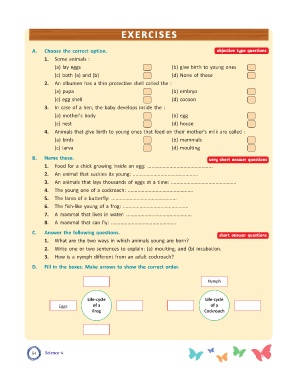 EXERCISES
A. Choose the correct option. objective type questions
1. Some animals :
(a) lay eggs (b) give birth to young ones
(c) both (a) and (b) (d) None of these
2. An albumen has a thin protective shell called the :
(a) pupa (b) embryo
(c) egg shell (d) cocoon
3. In case of a hen, the baby develops inside the :
(a) mother's body (b) egg
(c) nest (d) house
4. Animals that give birth to young ones that feed on their mother's milk are called :
(a) birds (b) mammals
(c) larva (d) moulting
B. Name these. very short answer questions
1. Food for a chick growing inside an egg:
2. An animal that suckles its young:
3. An animal that lays thousands of eggs at a time:
4. The young one of a cockroach:
5. The larva of a butterfly:
6. The fish-like young of a frog:
7. A mammal that lives in water:
8. A mammal that can fly:
C. Answer the following questions. short answer questions
1. What are the two ways in which animals young are born?
2. Write one or two sentences to explain: (a) moulting, and (b) incubation.
3. How is a nymph different from an adult cockroach?
D. Fill in the boxes. Make arrows to show the correct order.
Nymph
Eggs
Life-cycle
of a
Frog
Life-cycle
of a
Cockroach
Science-4